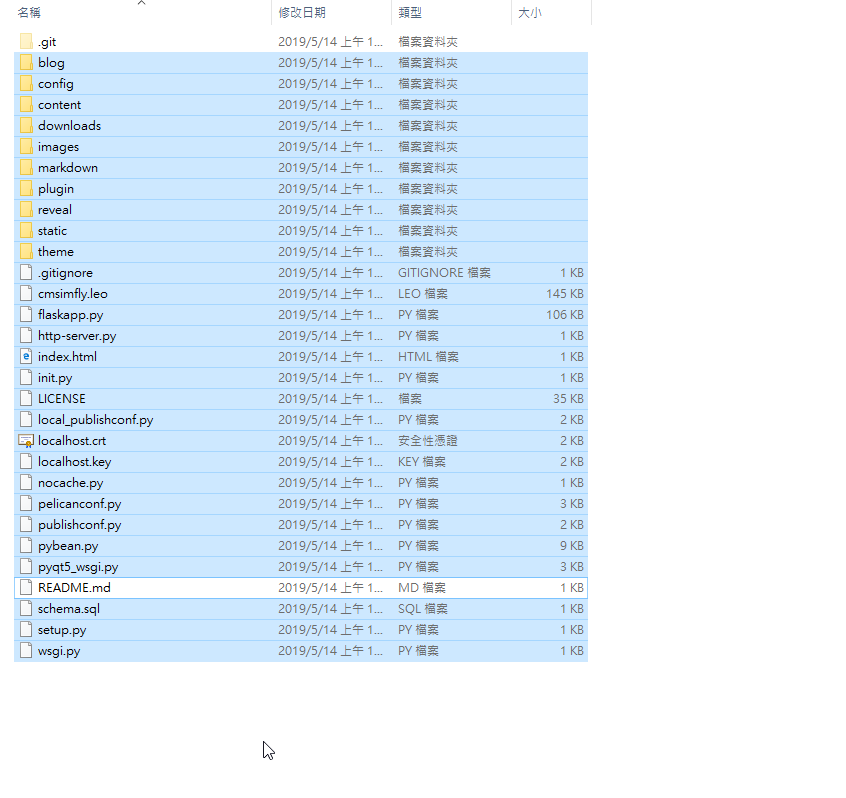 名稱 修改日期 類型 大小
.git 2019/5/14 上午 1... 檔案資料夾
blog 2019/5/14 上午 1... 檔案資料夾
config 2019/5/14 上午 1... 檔案資料夾
content 2019/5/14 上午 1... 檔案資料夾
downloads 2019/5/14 上午 1... 檔案資料夾
images 2019/5/14 上午 1... 檔案資料夾
markdown 2019/5/14 上午 1... 檔案資料夾
plugin 2019/5/14 上午 1... 檔案資料夾
reveal 2019/5/14 上午 1... 檔案資料夾
static 2019/5/14 上午 1... 檔案資料夾
theme 2019/5/14 上午 1... 檔案資料夾
.gitignore 2019/5/14 上午 1... GITIGNORE 檔案 1 KB
cmsimfly.leo 2019/5/14 上午 1... LEO 檔案 145 KB
flaskapp.py 2019/5/14 上午 1... PY 檔案 106 KB
http-server.py 2019/5/14 上午 1... PY 檔案 1 KB
index.html 2019/5/14 上午 1... HTML 檔案 1 KB
init.py 2019/5/14 上午 1... PY 檔案 1 KB
LICENSE 2019/5/14 上午 1... 檔案 35 KB
local_publishconf.py 2019/5/14 上午 1... PY 檔案 2 KB
localhost.crt 2019/5/14 上午 1... 安全性憑證 2 KB
localhost.key 2019/5/14 上午 1... KEY 檔案 2 KB
nocache.py 2019/5/14 上午 1... PY 檔案 1 KB
pelicanconf.py 2019/5/14 上午 1... PY 檔案 3 KB
publishconf.py 2019/5/14 上午 1... PY 檔案 2 KB
pybean.py 2019/5/14 上午 1... PY 檔案 9 KB
pyqt5_wsgi.py 2019/5/14 上午 1... PY 檔案 3 KB
README.md 2019/5/14 上午 1... MD 檔案 1 KB
schema.sql 2019/5/14 上午 1... SQL 檔案 1 KB
setup.py 2019/5/14 上午 1... PY 檔案 1 KB
wsgi.py 2019/5/14 上午 1... PY 檔案 1 KB